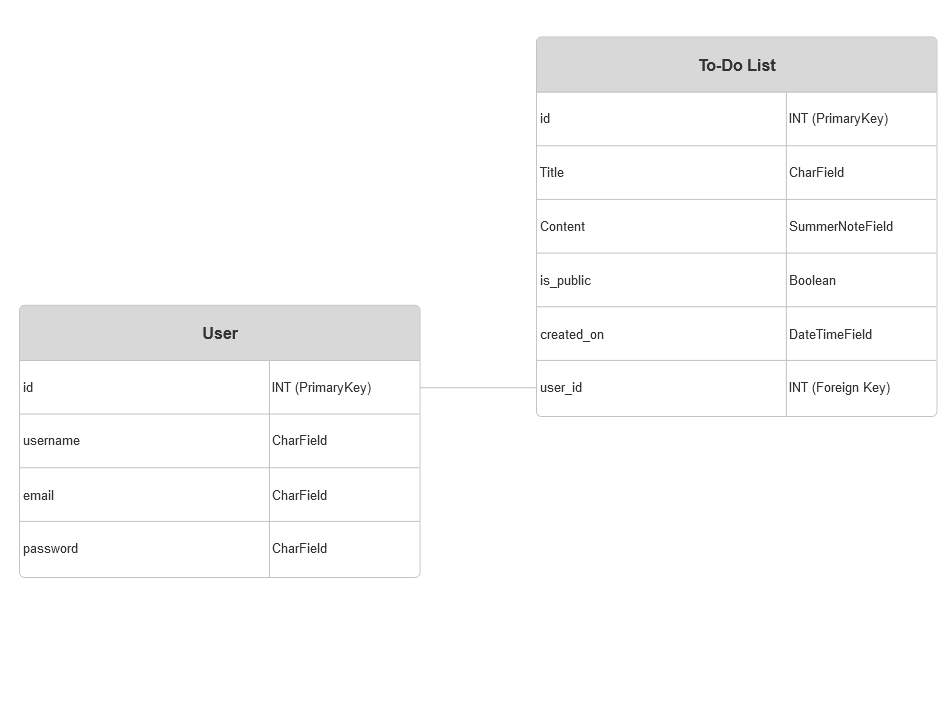 To-Do List
id INT (PrimaryKey)
Title CharField
Content SummerNoteField
is_public Boolean
created_on DateTimeField
user_id INT (Foreign Key)
User
id INT (PrimaryKey)
username CharField
email CharField
password CharField